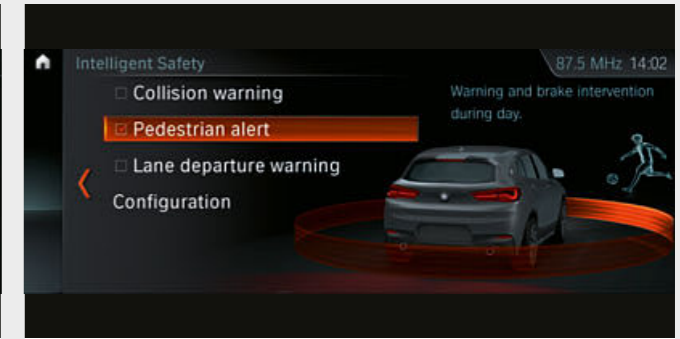 Intelligent Safety
87.5 MHz 14:02
Collision warning
Pedestrian alert
Lane departure warning
Configuration
Warning and brake intervention
during day.